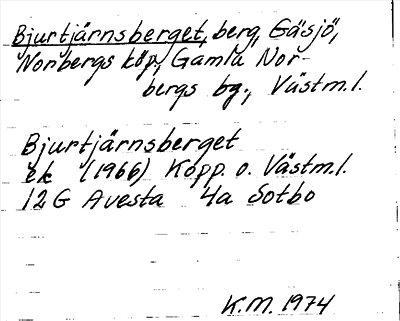 Bjurtjärnsberget, berg, Gäsjö,
Norbergs köp, Gamla Nor-
bergs bg., Västm.l.
Bjurtjärnsberget
ek (1966) Kopp. o. Västm.l.
12G Avesta 4a Sotbo
K.M. 1974